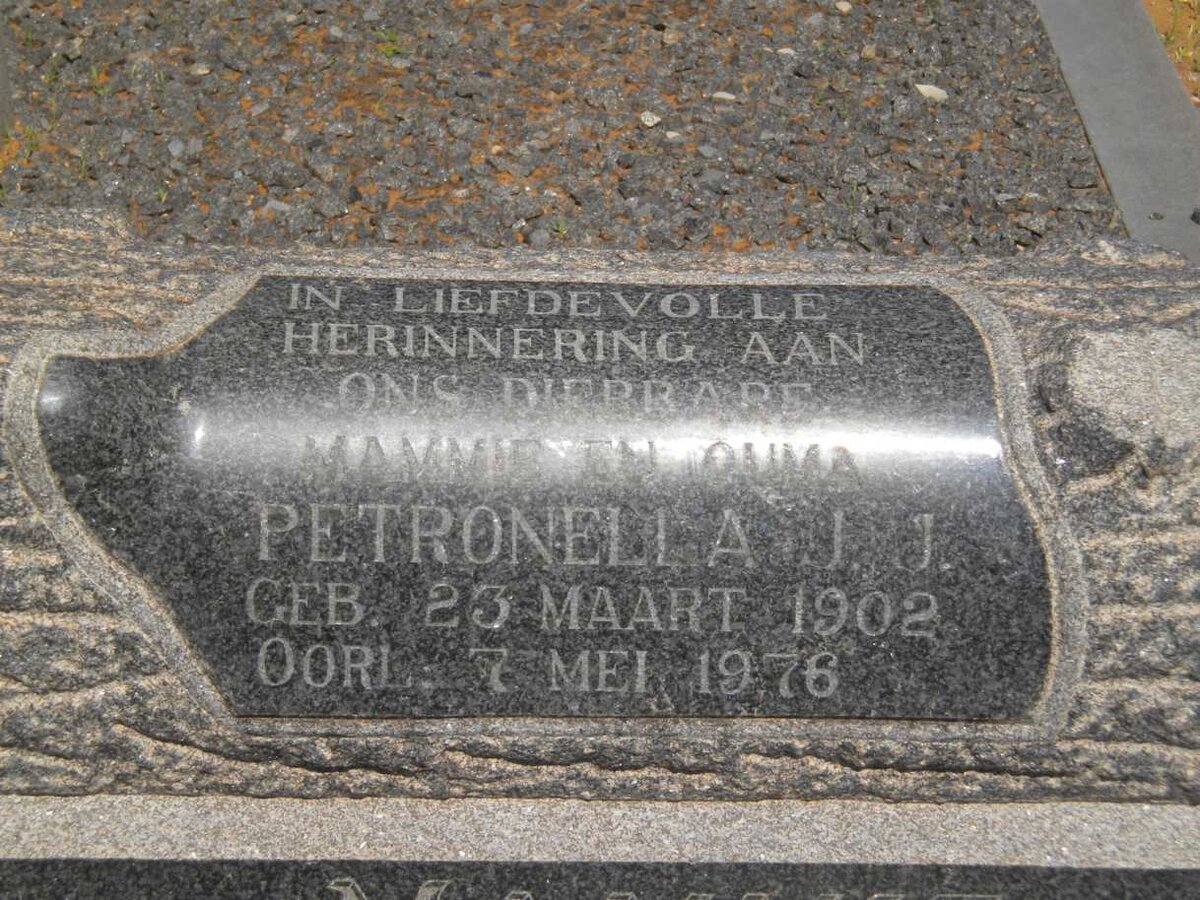 IN LIEFDEVOLLE
HERINNERING AAN
ONS DIERBARE
MAMMIE EN OUMA
PETRONELLA J. J.
GEB. 23 MAART 1902
OORL. 7 MEI 1976